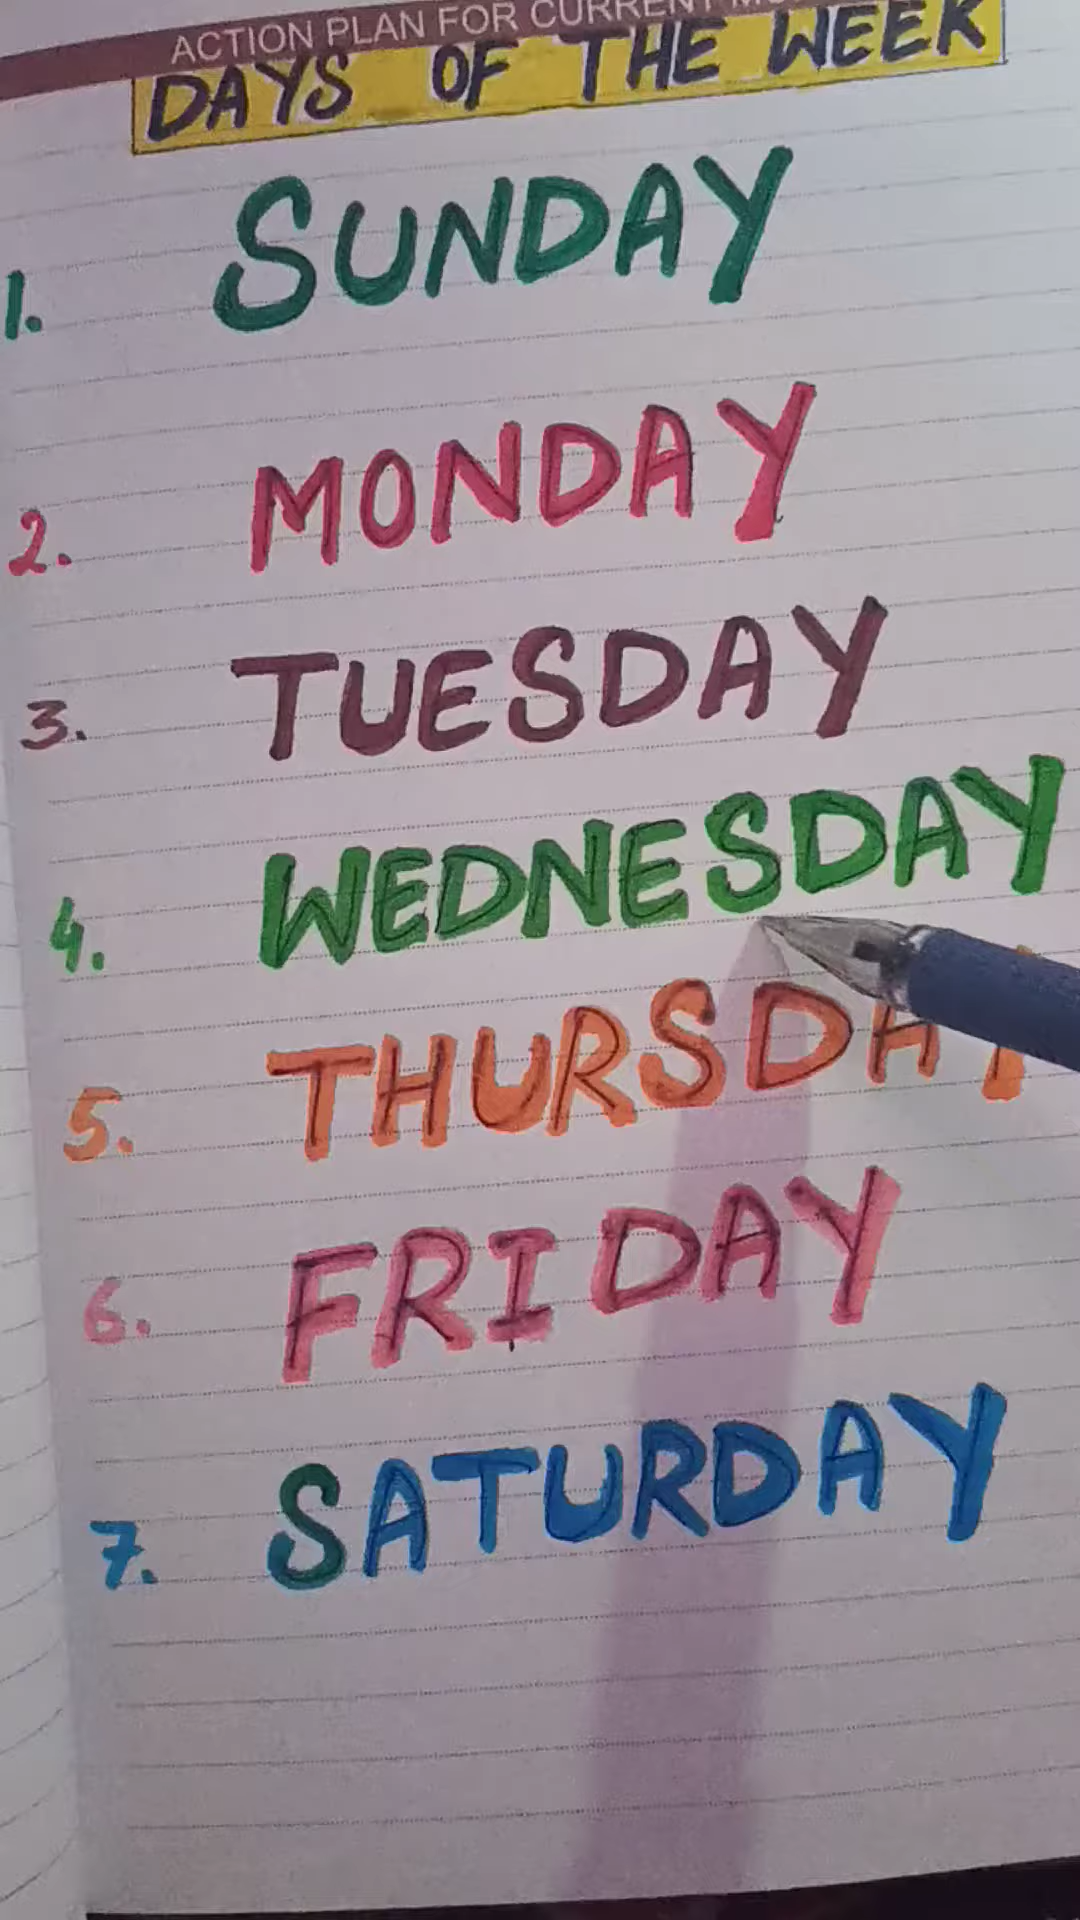 ACTION PLAN FOR CURRENT
DAYS OF THE WEEK
1. SUNDAY
2. MONDAY
3. TUESDAY
4. WEDNESDAY
5. THURSDAY
6. FRIDAY
7. SATURDAY